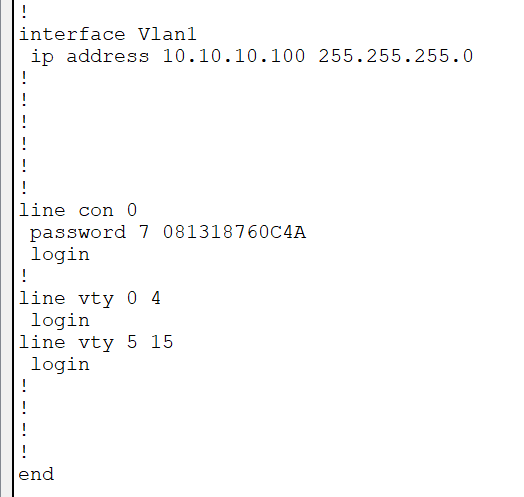 !
interface Vlan1
 ip address 10.10.10.100 255.255.255.0
!
!
!
!
!
!
line con 0
 password 7 081318760C4A
 login
!
line vty 0 4
 login
line vty 5 15
 login
!
!
!
!
end